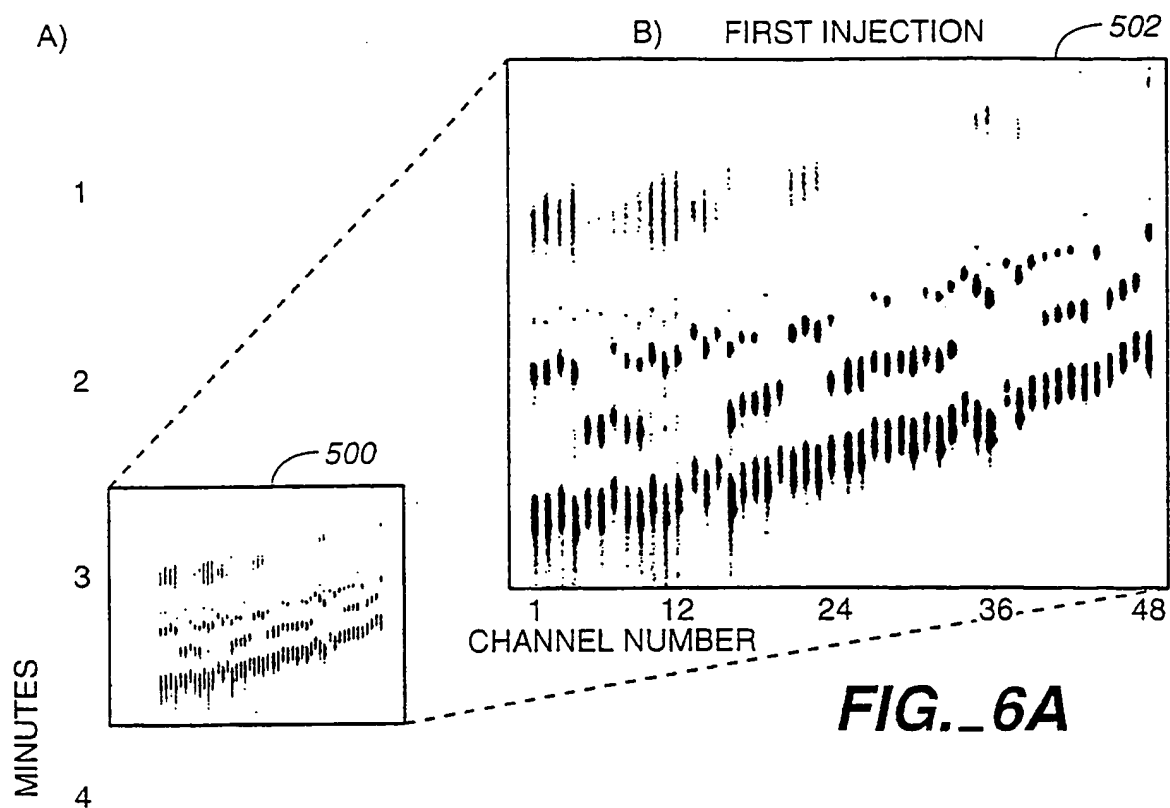 A)
B) FIRST INJECTION
502
1
2
500
3
MINUTES
4
1 12 24 36 48
CHANNEL NUMBER
FIG._6A